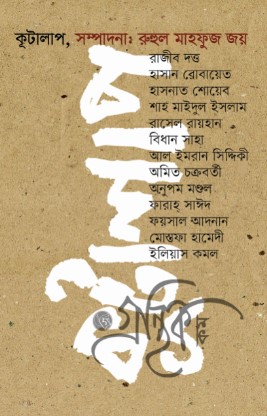 কূটালাপ, সম্পাদনা: রুহুল মাহফুজ জয়
রাজীব দত্ত
হাসান রোবায়েত
হাসনাত শোয়েব
শাহ মাইদুল ইসলাম
রাসেল রায়হান
বিধান সাহা
আল ইমরান সিদ্দিকী
অমিত চক্রবর্তী
অনুপম মণ্ডল
ফারাহ্ সাঈদ
ফয়সাল আদনান
মোস্তফা হামেদী
ইলিয়াস কমল
কূটালাপ
গ্রন্থিক